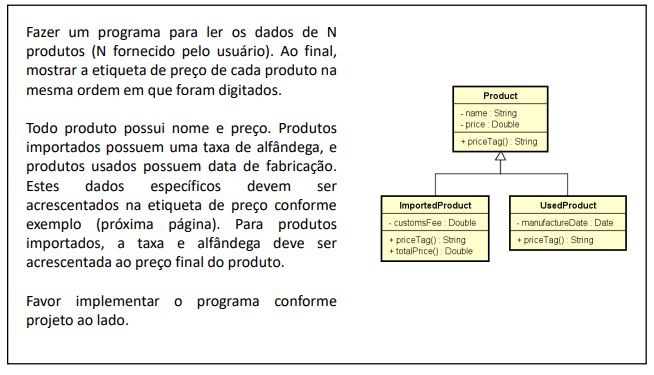 Fazer um programa para ler os dados de N
produtos (N fornecido pelo usuário). Ao final,
mostrar a etiqueta de preço de cada produto na
mesma ordem em que foram digitados.
Todo produto possui nome e preço. Produtos
importados possuem uma taxa de alfândega, e
produtos usados possuem data de fabricação.
Estes dados específicos devem ser
acrescentados na etiqueta de preço conforme
exemplo (próxima página). Para produtos
importados, a taxa e alfândega deve ser
acrescentada ao preço final do produto.
Favor implementar o programa conforme
projeto ao lado.
Product
- name : String
- price : Double
+ priceTag() : String
ImportedProduct
- customsFee : Double
+ priceTag() : String
+ totalPrice() : Double
UsedProduct
- manufactureDate : Date
+ priceTag() : String